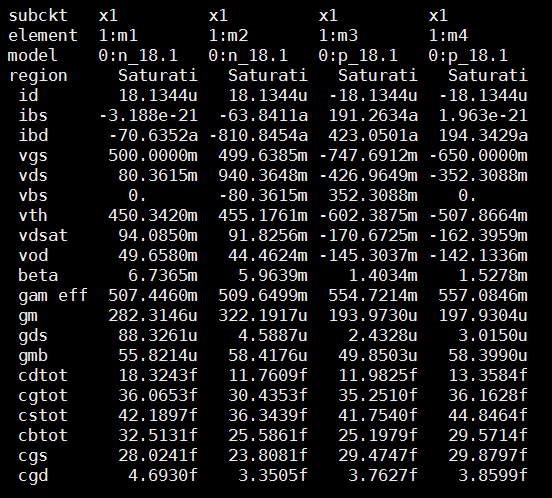 subckt x1 x1 x1 x1
element 1:m1 1:m2 1:m3 1:m4
model 0:n_18.1 0:n_18.1 0:p_18.1 0:p_18.1
region Saturati Saturati Saturati Saturati
id 18.1344u 18.1344u -18.1344u -18.1344u
ibs -3.188e-21 -63.8411a 191.2634a 1.963e-21
ibd -70.6352a -810.8454a 423.0501a 194.3429a
vgs 500.0000m 499.6385m -747.6912m -650.0000m
vds 80.3615m 940.3648m -426.9649m -352.3088m
vbs 0. -80.3615m 352.3088m 0.
vth 450.3420m 455.1761m -602.3875m -507.8664m
vdsat 94.0850m 91.8256m -170.6725m -162.3959m
vod 49.6580m 44.4624m -145.3037m -142.1336m
beta 6.7365m 5.9639m 1.4034m 1.5278m
gam eff 507.4460m 509.6499m 554.7214m 557.0846m
gm 282.3146u 322.1917u 193.9730u 197.9304u
gds 88.3261u 4.5887u 2.4328u 3.0150u
gmb 55.8214u 58.4176u 49.8503u 58.3990u
cdtot 18.3243f 11.7609f 11.9825f 13.3584f
cgtot 36.0653f 30.4353f 35.2510f 36.1628f
cstot 42.1897f 36.3439f 41.7540f 44.8464f
cbtot 32.5131f 25.5861f 25.1979f 29.5714f
cgs 28.0241f 23.8081f 29.4747f 29.8797f
cgd 4.6930f 3.3505f 3.7627f 3.8599f